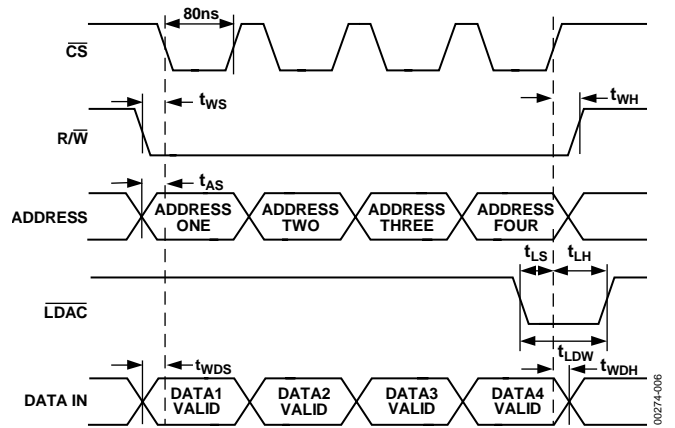 80ns
CS
tWS
tWH
R/W
tAS
ADDRESS
ADDRESS ONE
ADDRESS TWO
ADDRESS THREE
ADDRESS FOUR
tLS
tLH
LDAC
tLDW
tWDS
tWDH
DATA IN
DATA1 VALID
DATA2 VALID
DATA3 VALID
DATA4 VALID
00274-006